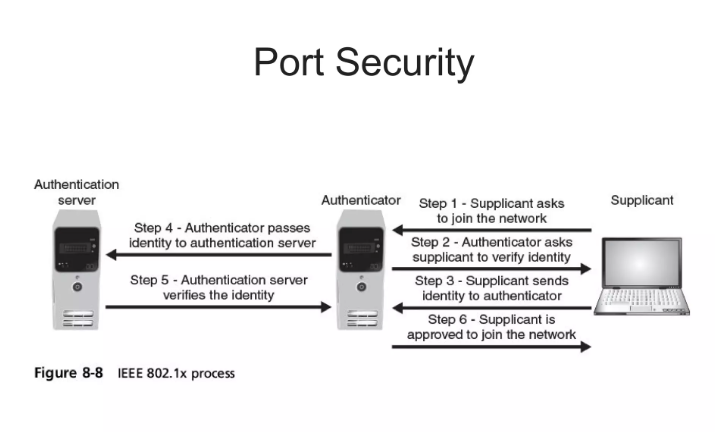 Port Security
Authentication
server
Authenticator
Supplicant
Step 1 - Supplicant asks
to join the network
Step 4 - Authenticator passes
identity to authentication server
Step 2 - Authenticator asks
supplicant to verify identity
Step 5 - Authentication server
verifies the identity
Step 3 - Supplicant sends
identity to authenticator
Step 6 - Supplicant is
approved to join the network
Figure 8-8 IEEE 802.1x process